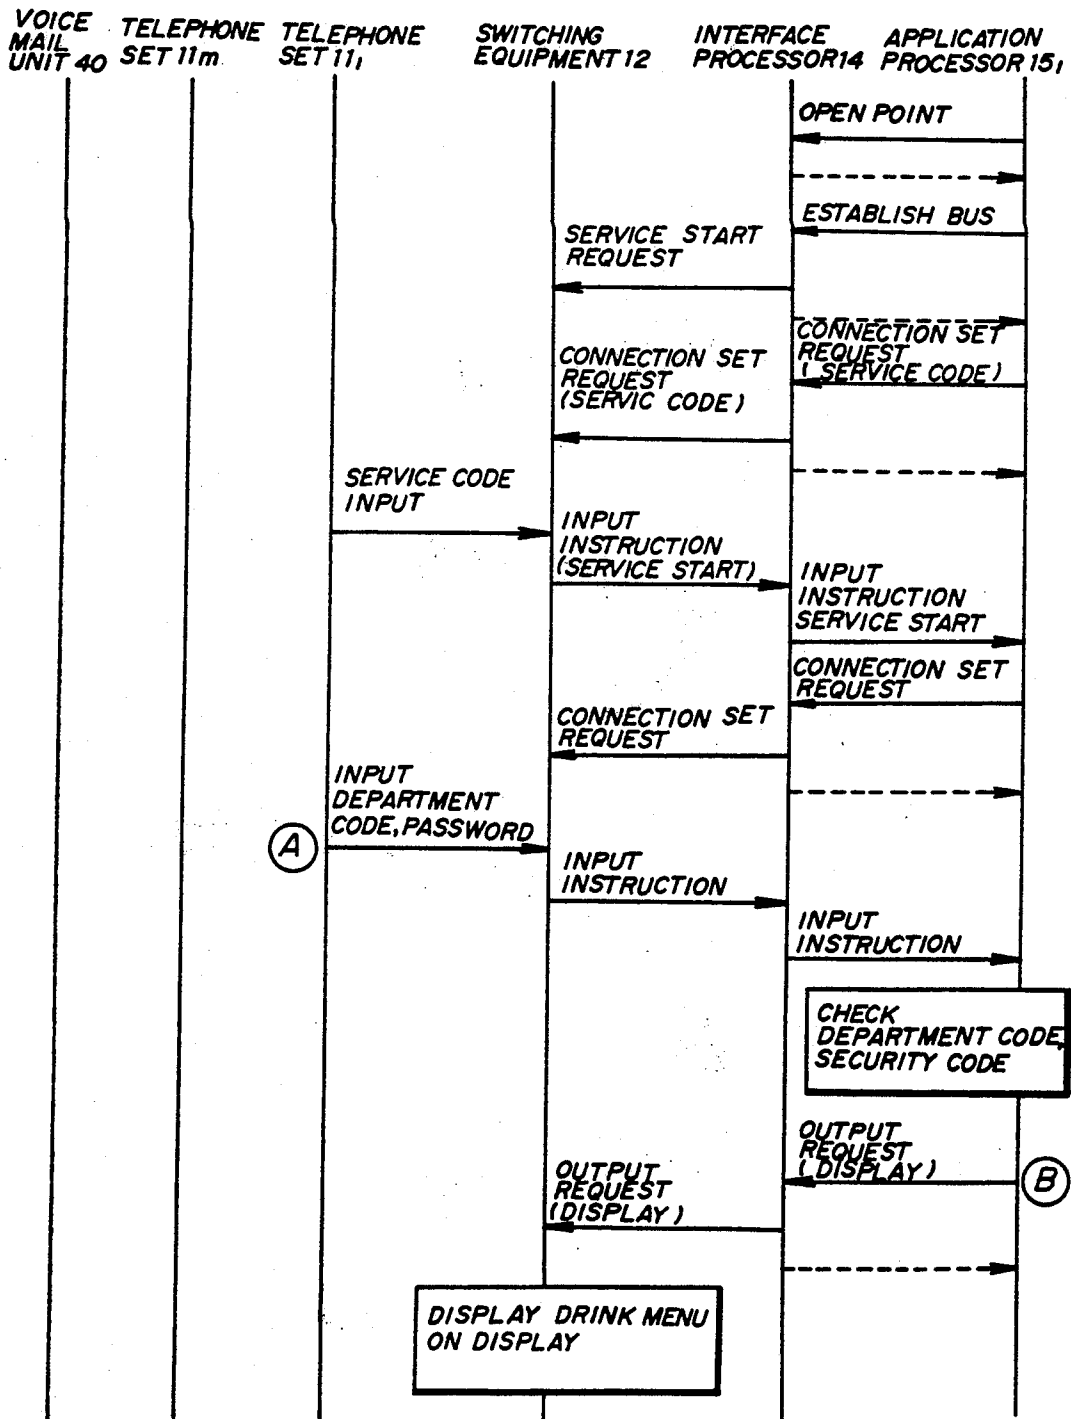 VOICE
MAIL
UNIT 40
TELEPHONE
SET 11m
TELEPHONE
SET 11₁
SWITCHING
EQUIPMENT 12
INTERFACE
PROCESSOR 14
APPLICATION
PROCESSOR 15₁
OPEN POINT
ESTABLISH BUS
SERVICE START
REQUEST
CONNECTION SET
REQUEST
(SERVICE CODE)
CONNECTION SET
REQUEST
(SERVIC CODE)
SERVICE CODE
INPUT
INPUT
INSTRUCTION
(SERVICE START)
INPUT
INSTRUCTION
SERVICE START
CONNECTION SET
REQUEST
CONNECTION SET
REQUEST
INPUT
DEPARTMENT
CODE, PASSWORD
A
INPUT
INSTRUCTION
INPUT
INSTRUCTION
CHECK
DEPARTMENT CODE,
SECURITY CODE
OUTPUT
REQUEST
(DISPLAY)
B
OUTPUT
REQUEST
(DISPLAY)
DISPLAY DRINK MENU
ON DISPLAY